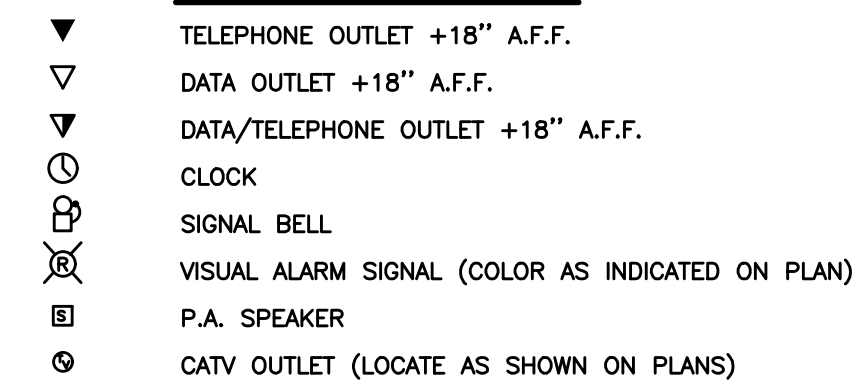 TELEPHONE OUTLET +18" A.F.F.
DATA OUTLET +18" A.F.F.
DATA/TELEPHONE OUTLET +18" A.F.F.
CLOCK
SIGNAL BELL
R VISUAL ALARM SIGNAL (COLOR AS INDICATED ON PLAN)
S P.A. SPEAKER
TV CATV OUTLET (LOCATE AS SHOWN ON PLANS)